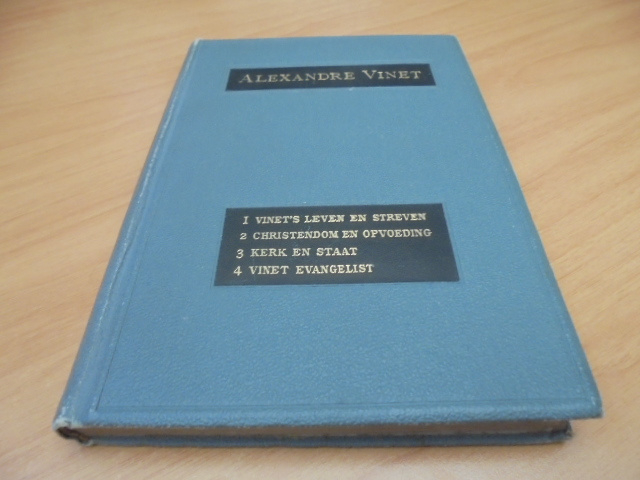 ALEXANDRE VINET
1 VINET'S LEVEN EN STREVEN
2 CHRISTENDOM EN OPVOEDING
3 KERK EN STAAT
4 VINET EVANGELIST